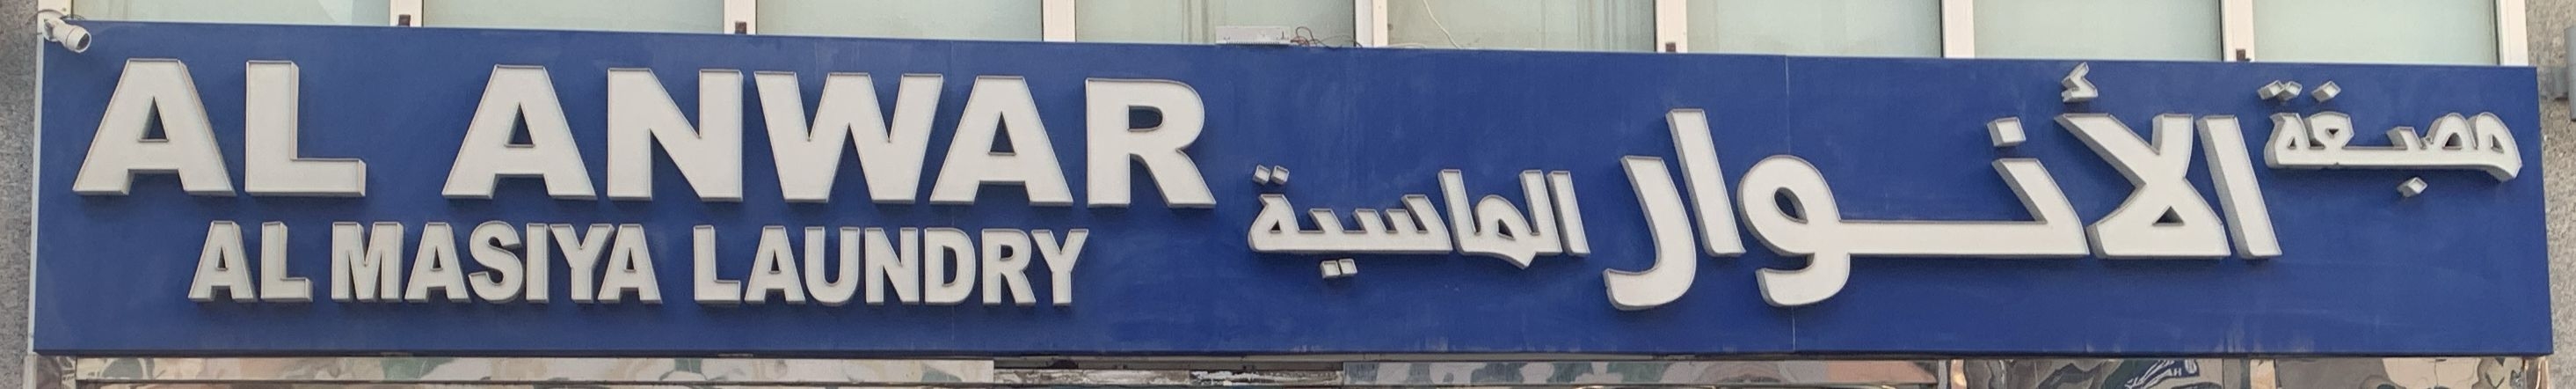 AL ANWAR
AL MASIYA LAUNDRY
مصبغة الأنوار الماسية